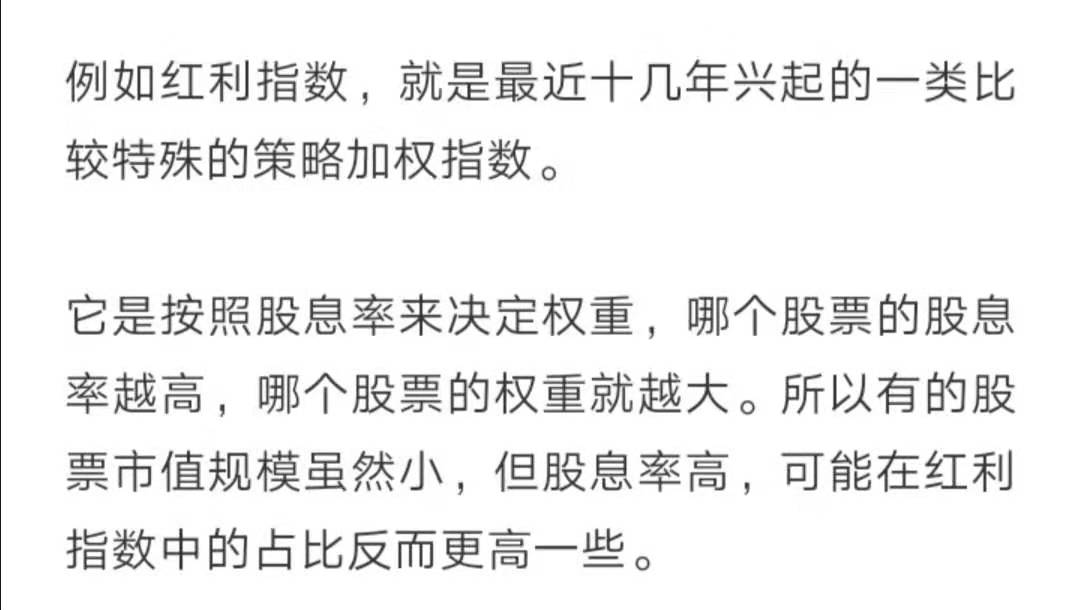 例如红利指数，就是最近十几年兴起的一类比
较特殊的策略加权指数。
它是按照股息率来决定权重，哪个股票的股息
率越高，哪个股票的权重就越大。所以有的股
票市值规模虽然小，但股息率高，可能在红利
指数中的占比反而更高一些。